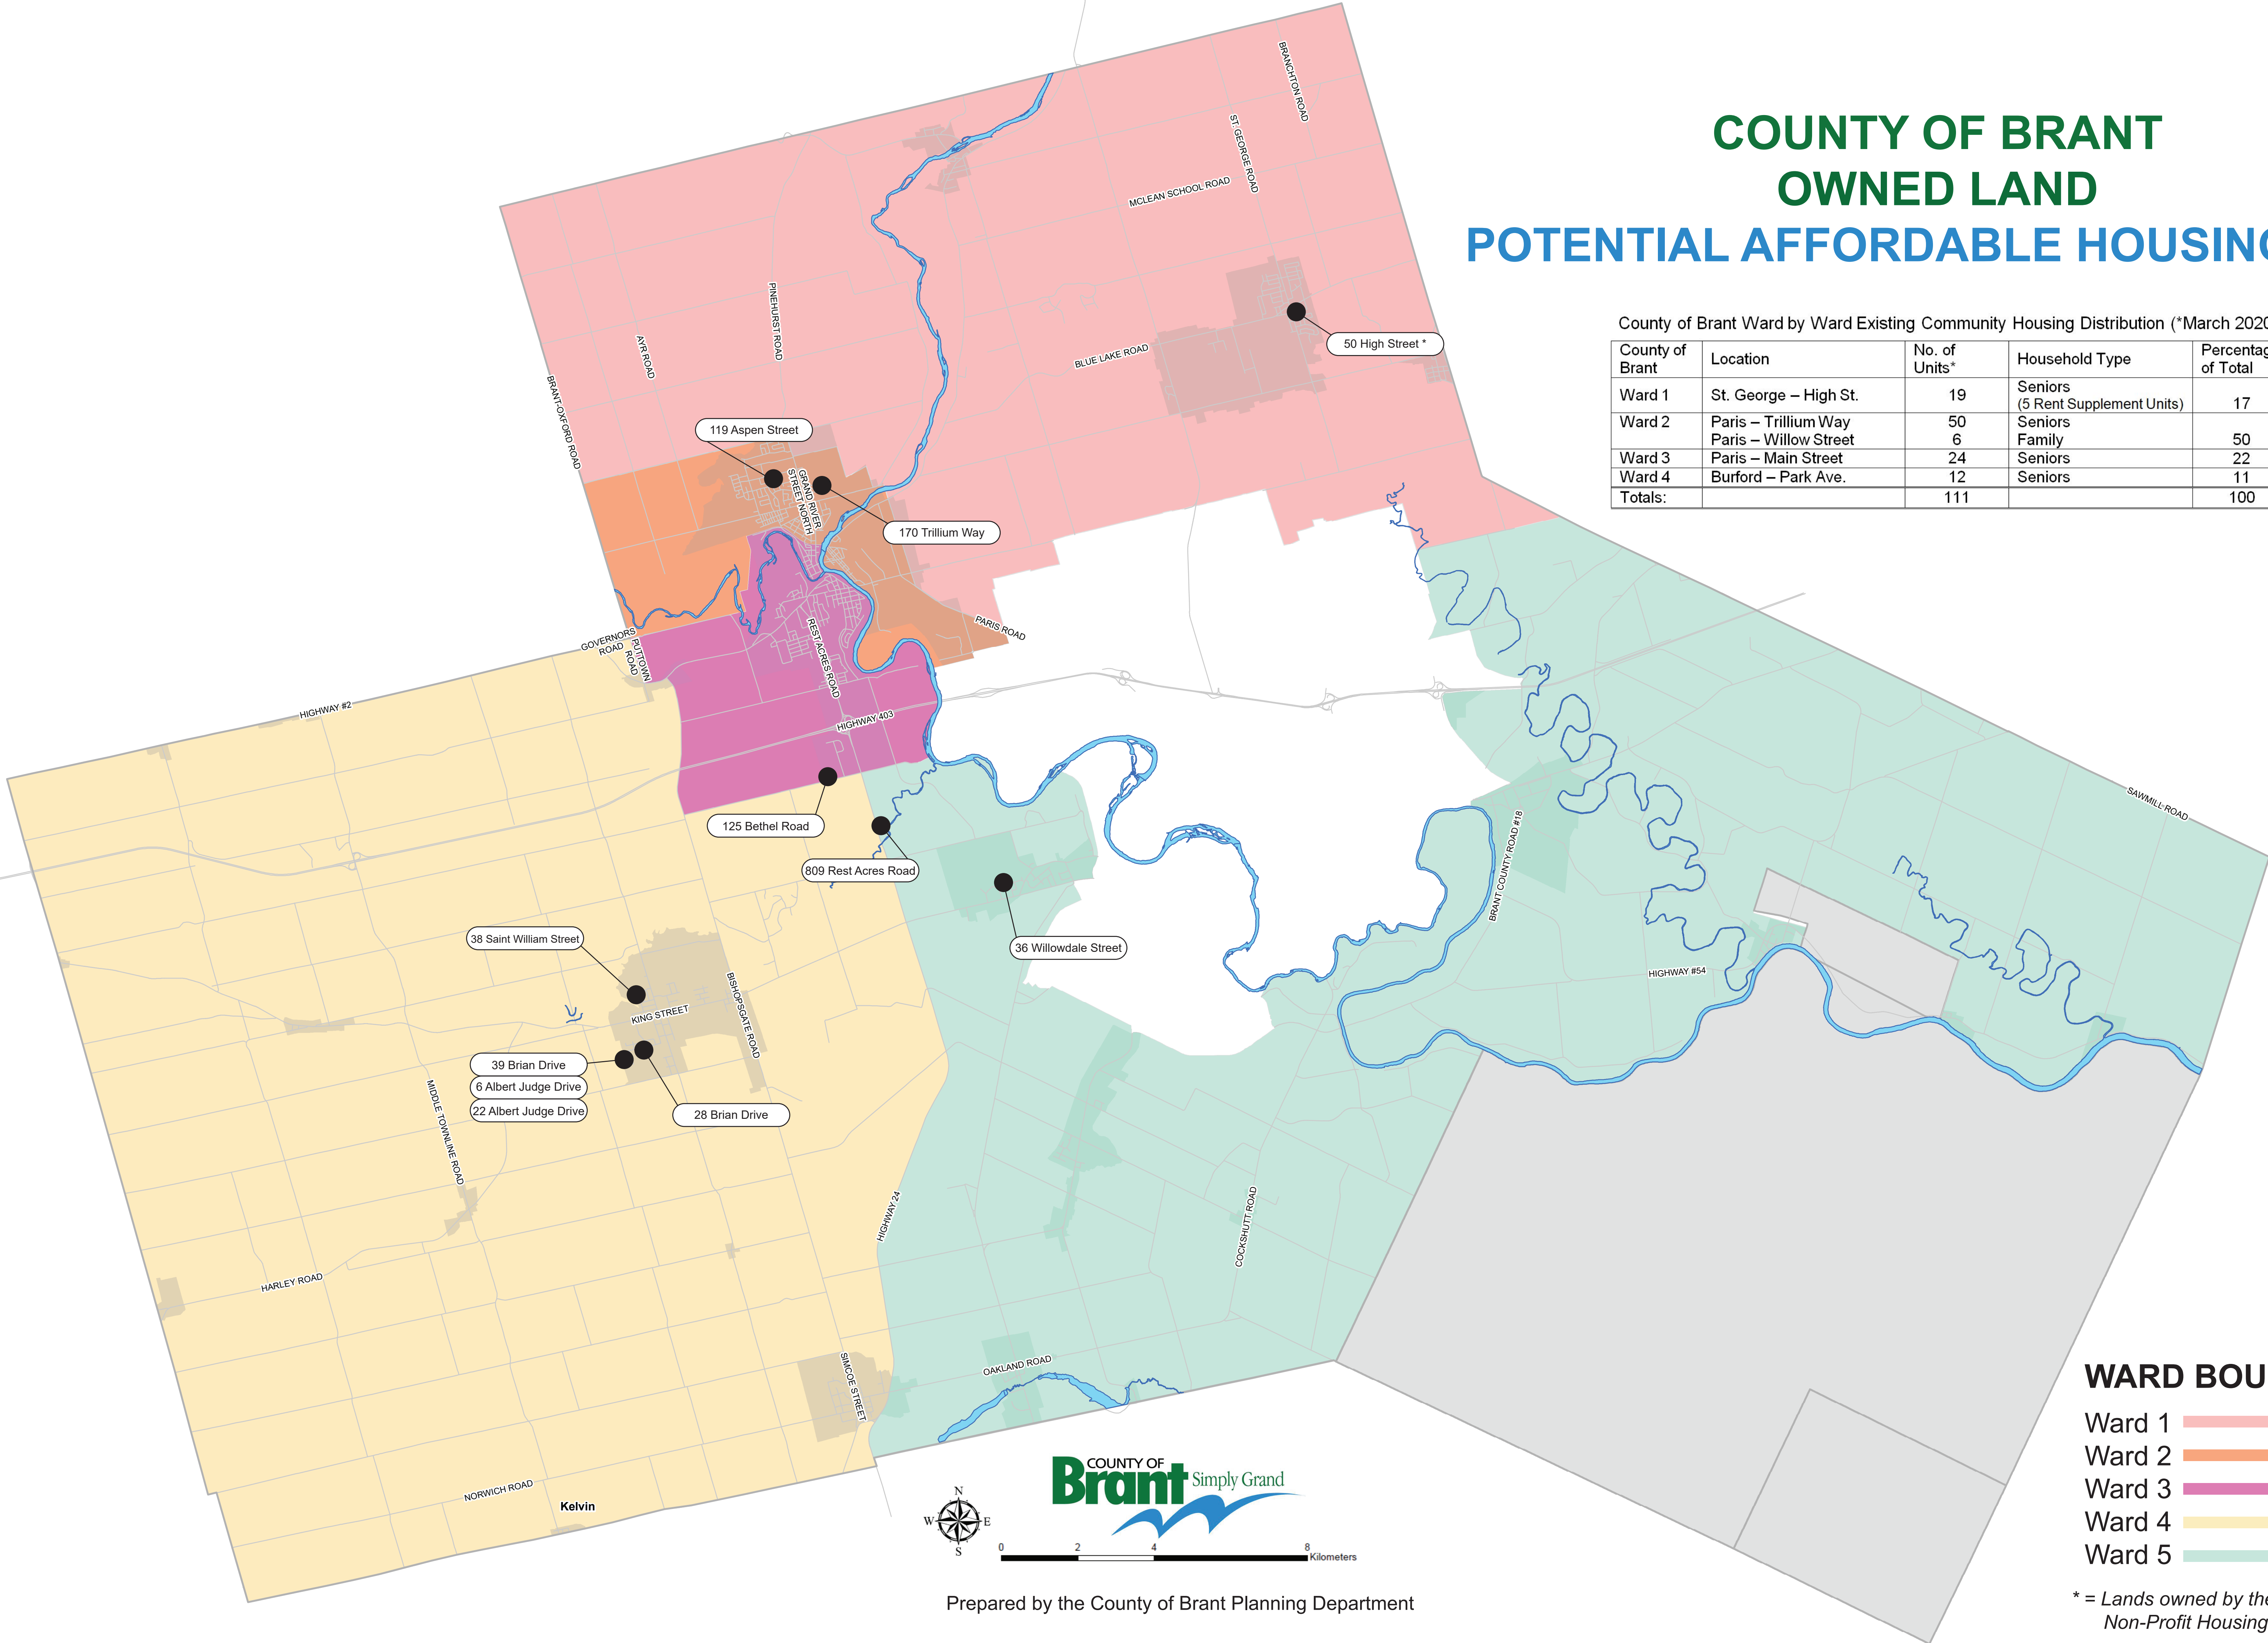 COUNTY OF BRANT
OWNED LAND
POTENTIAL AFFORDABLE HOUSING
County of Brant Ward by Ward Existing Community Housing Distribution (*March 2020
County of Brant | Location | No. of Units* | Household Type | Percentag of Total
Ward 1 | St. George – High St. | 19 | Seniors (5 Rent Supplement Units) | 17
Ward 2 | Paris – Trillium Way | 50 | Seniors
Paris – Willow Street | 6 | Family | 50
Ward 3 | Paris – Main Street | 24 | Seniors | 22
Ward 4 | Burford – Park Ave. | 12 | Seniors | 11
Totals: | 111 | 100
BRANCHTON ROAD
ST. GEORGE ROAD
MCLEAN SCHOOL ROAD
PINEHURST ROAD
AYR ROAD
BRANT-OXFORD ROAD
BLUE LAKE ROAD
50 High Street *
119 Aspen Street
GRAND RIVER
STREET NORTH
170 Trillium Way
PARIS ROAD
GOVERNORS
ROAD
PUTTOWN
ROAD
REST ACRES ROAD
HIGHWAY #2
HIGHWAY 403
125 Bethel Road
809 Rest Acres Road
SAWMILL ROAD
BRANT COUNTY ROAD #18
36 Willowdale Street
38 Saint William Street
HIGHWAY #54
KING STREET
BISHOPSGATE ROAD
39 Brian Drive
6 Albert Judge Drive
22 Albert Judge Drive
28 Brian Drive
MIDDLE TOWNLINE ROAD
HIGHWAY 24
COCKSHUTT ROAD
HARLEY ROAD
SIMCOE STREET
OAKLAND ROAD
NORWICH ROAD
Kelvin
N
W
E
S
COUNTY OF
Brant Simply Grand
0 2 4 8
Kilometers
Prepared by the County of Brant Planning Department
WARD BOU
Ward 1
Ward 2
Ward 3
Ward 4
Ward 5
* = Lands owned by the
Non-Profit Housing